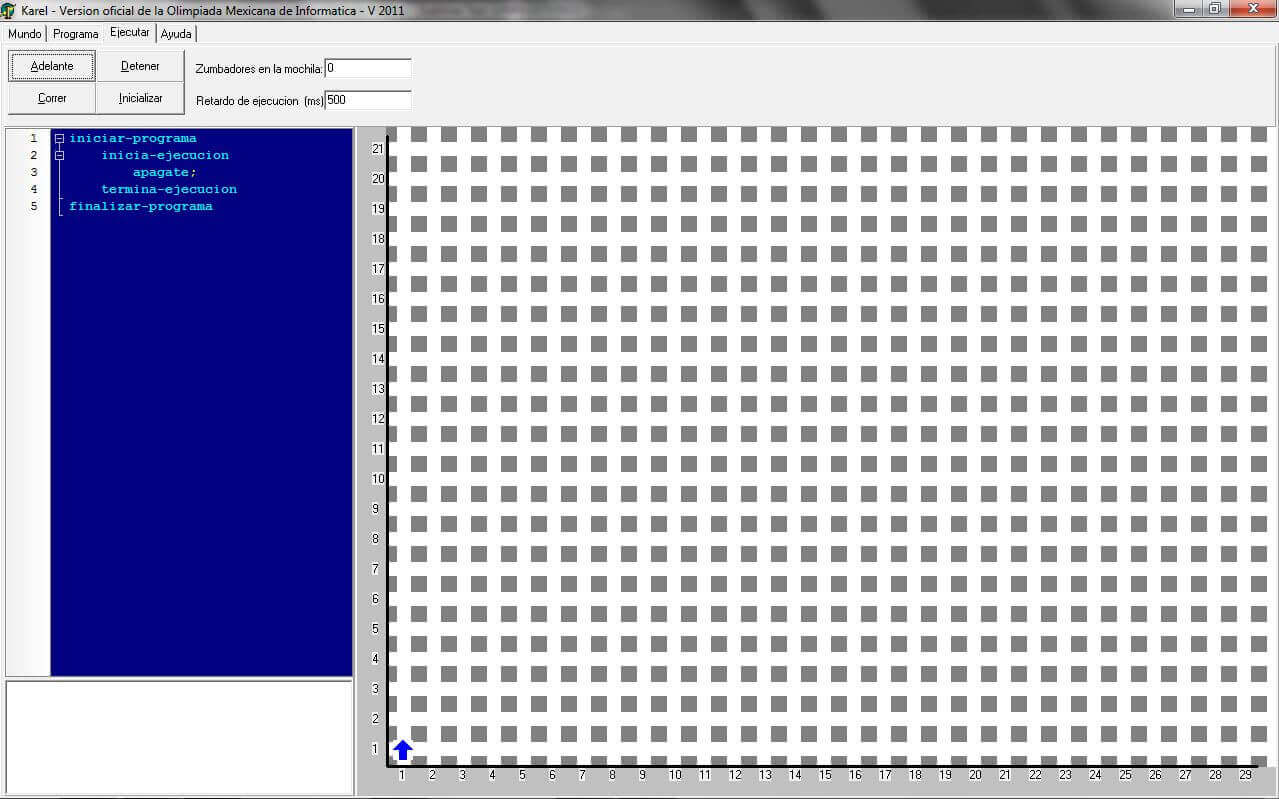 Karel - Version oficial de la Olimpiada Mexicana de Informatica - V 2011
Mundo Programa Ejecutar Ayuda
Adelante Detener Zumbadores en la mochila: 0
Correr Inicializar Retardo de ejecucion (ms) 500
1 iniciar-programa
2 inicia-ejecucion
3 apagate;
4 termina-ejecucion
5 finalizar-programa
21
20
19
18
17
16
15
14
13
12
11
10
9
8
7
6
5
4
3
2
1
1 2 3 4 5 6 7 8 9 10 11 12 13 14 15 16 17 18 19 20 21 22 23 24 25 26 27 28 29